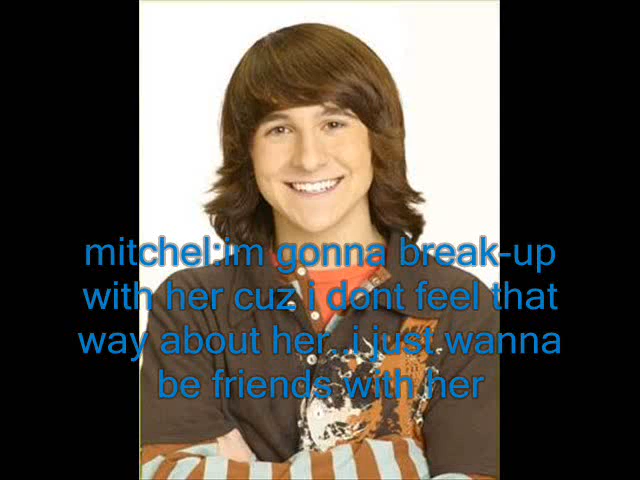 mitchel:im gonna break-up
with her cuz i dont feel that
way about her..i just wanna
be friends with her